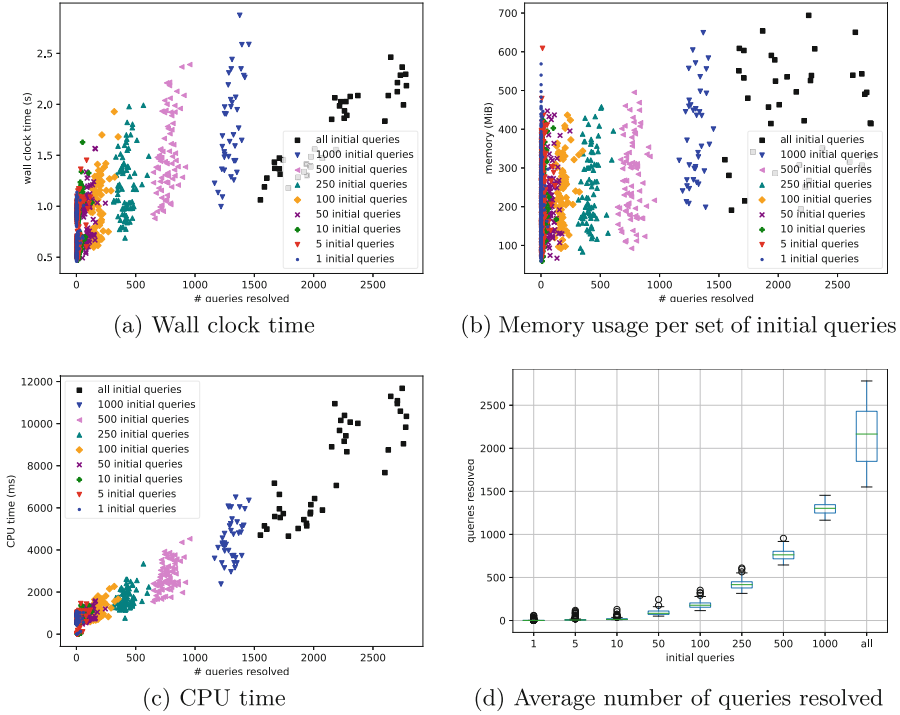 wall clock time (s)
2.5
2.0
1.5
1.0
0.5
all initial queries
1000 initial queries
500 initial queries
250 initial queries
100 initial queries
50 initial queries
10 initial queries
5 initial queries
1 initial queries
0 500 1000 1500 2000 2500
# queries resolved
(a) Wall clock time
memory (MiB)
700
600
500
400
300
200
100
all initial queries
1000 initial queries
500 initial queries
250 initial queries
100 initial queries
50 initial queries
10 initial queries
5 initial queries
1 initial queries
0 500 1000 1500 2000 2500
# queries resolved
(b) Memory usage per set of initial queries
CPU time (ms)
12000
10000
8000
6000
4000
2000
0
all initial queries
1000 initial queries
500 initial queries
250 initial queries
100 initial queries
50 initial queries
10 initial queries
5 initial queries
1 initial queries
0 500 1000 1500 2000 2500
# queries resolved
(c) CPU time
queries resolved
2500
2000
1500
1000
500
0
1 5 10 50 100 250 500 1000 all
initial queries
(d) Average number of queries resolved